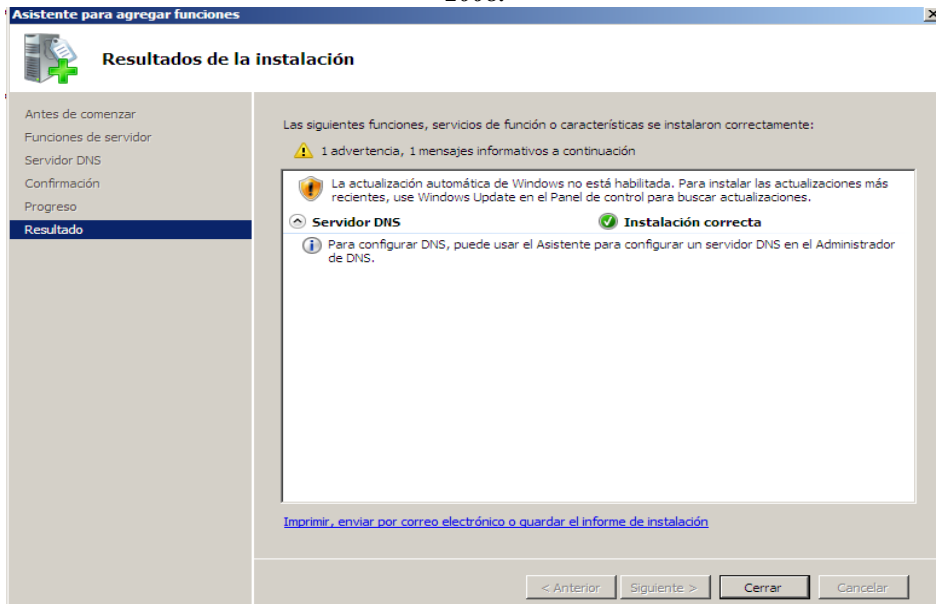 2008.
Asistente para agregar funciones
Resultados de la instalación
Antes de comenzar
Funciones de servidor
Servidor DNS
Confirmación
Progreso
Resultado
Las siguientes funciones, servicios de función o características se instalaron correctamente:
1 advertencia, 1 mensajes informativos a continuación
La actualización automática de Windows no está habilitada. Para instalar las actualizaciones más
recientes, use Windows Update en el Panel de control para buscar actualizaciones.
Servidor DNS Instalación correcta
Para configurar DNS, puede usar el Asistente para configurar un servidor DNS en el Administrador
de DNS.
Imprimir, enviar por correo electrónico o guardar el informe de instalación
< Anterior Siguiente > Cerrar Cancelar